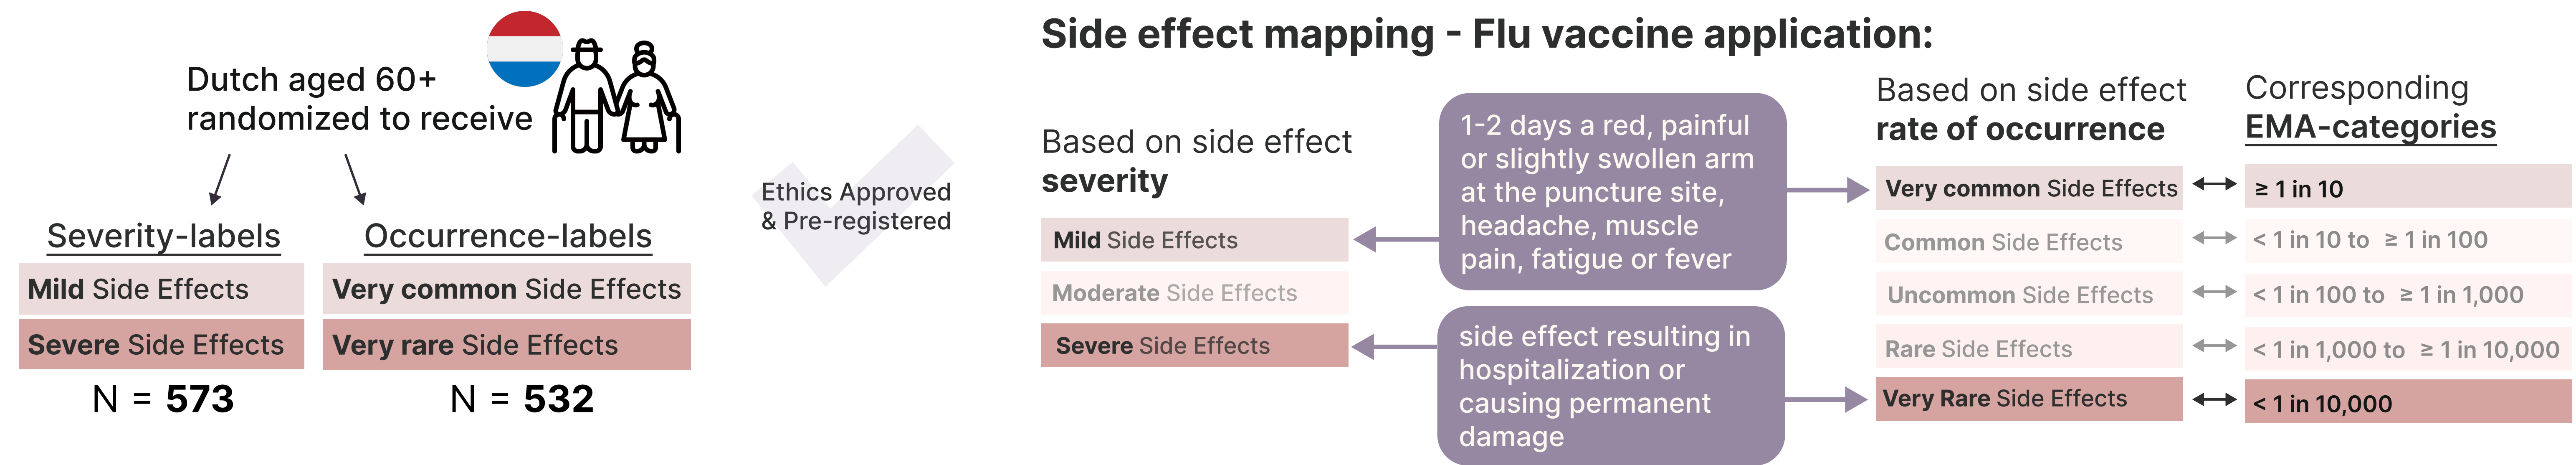 Dutch aged 60+
randomized to receive
Severity-labels
Mild Side Effects
Severe Side Effects
N = 573
Occurrence-labels
Very common Side Effects
Very rare Side Effects
N = 532
Ethics Approved
& Pre-registered
Side effect mapping - Flu vaccine application:
Based on side effect
severity
Mild Side Effects
Moderate Side Effects
Severe Side Effects
1-2 days a red, painful
or slightly swollen arm
at the puncture site,
headache, muscle
pain, fatigue or fever
side effect resulting in
hospitalization or
causing permanent
damage
Based on side effect
rate of occurrence
Very common Side Effects
Common Side Effects
Uncommon Side Effects
Rare Side Effects
Very Rare Side Effects
Corresponding
EMA-categories
≥ 1 in 10
< 1 in 10 to ≥ 1 in 100
< 1 in 100 to ≥ 1 in 1,000
< 1 in 1,000 to ≥ 1 in 10,000
< 1 in 10,000